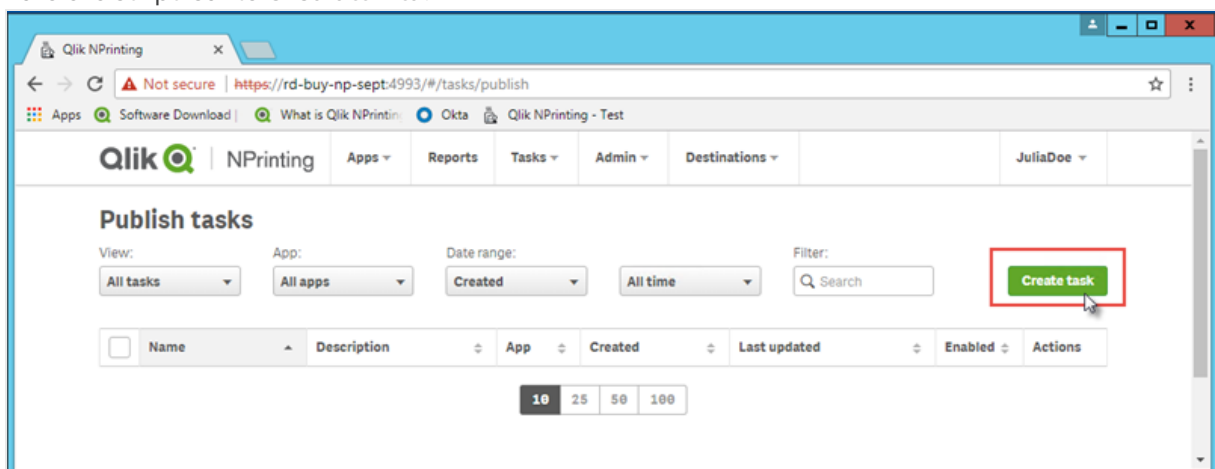 Qlik NPrinting
Not secure | https://rd-buy-np-sept:4993/#/tasks/publish
Apps Software Download | What is Qlik NPrintin Okta Qlik NPrinting - Test
Qlik NPrinting Apps Reports Tasks Admin Destinations JuliaDoe
Publish tasks
View: App: Date range: Filter:
All tasks All apps Created All time Search Create task
Name Description App Created Last updated Enabled Actions
10 25 50 100